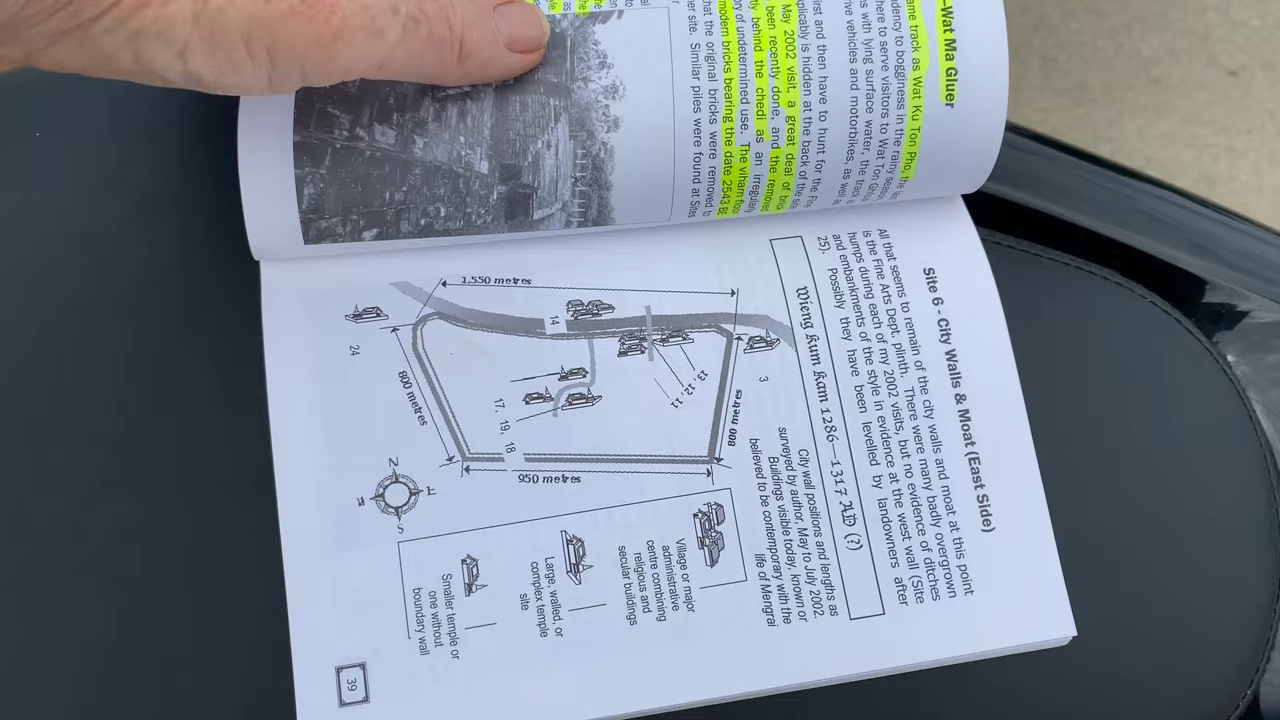 –Wat Ma Gluer
ame track as Wat Ku Ton Pho, the
dency to bogginess in the rainy seas
here to serve visitors to Wat Ton
s with lying surface water, the track
rive vehicles and motorbikes, as well
irst and then have to hunt for the
plicably is hidden at the back of the
May 2002 visit, a great deal of
been recently done, and the removed
tly behind the chedi as an irregularly
ory of undetermined use. The viharn floor
modern bricks bearing the date 2543 BE
hat the original bricks were removed to
her site. Similar piles were found at Sites
Site 6 - City Walls & Moat (East Side)
All that seems to remain of the city walls and moat at this point
is the Fine Arts Dept. plinth. There were many badly overgrown
humps during each of my 2002 visits, but no evidence of ditches
and embankments of the style in evidence at the west wall (Site
25). Possibly they have been levelled by landowners after
Wieng Kum Kam 1286—1317 AD (?)
City wall positions and lengths as
surveyed by author, May to July 2002.
Buildings visible today, known or
believed to be contemporary with the
life of Mengrai
3
1,550 metres
800 metres
13
12
11
14
17, 19, 18
950 metres
800 metres
24
N
E
S
W
Village or major
administrative
centre combining
religious and
secular buildings
Large, walled, or
complex temple
site
Smaller temple or
one without
boundary wall
39